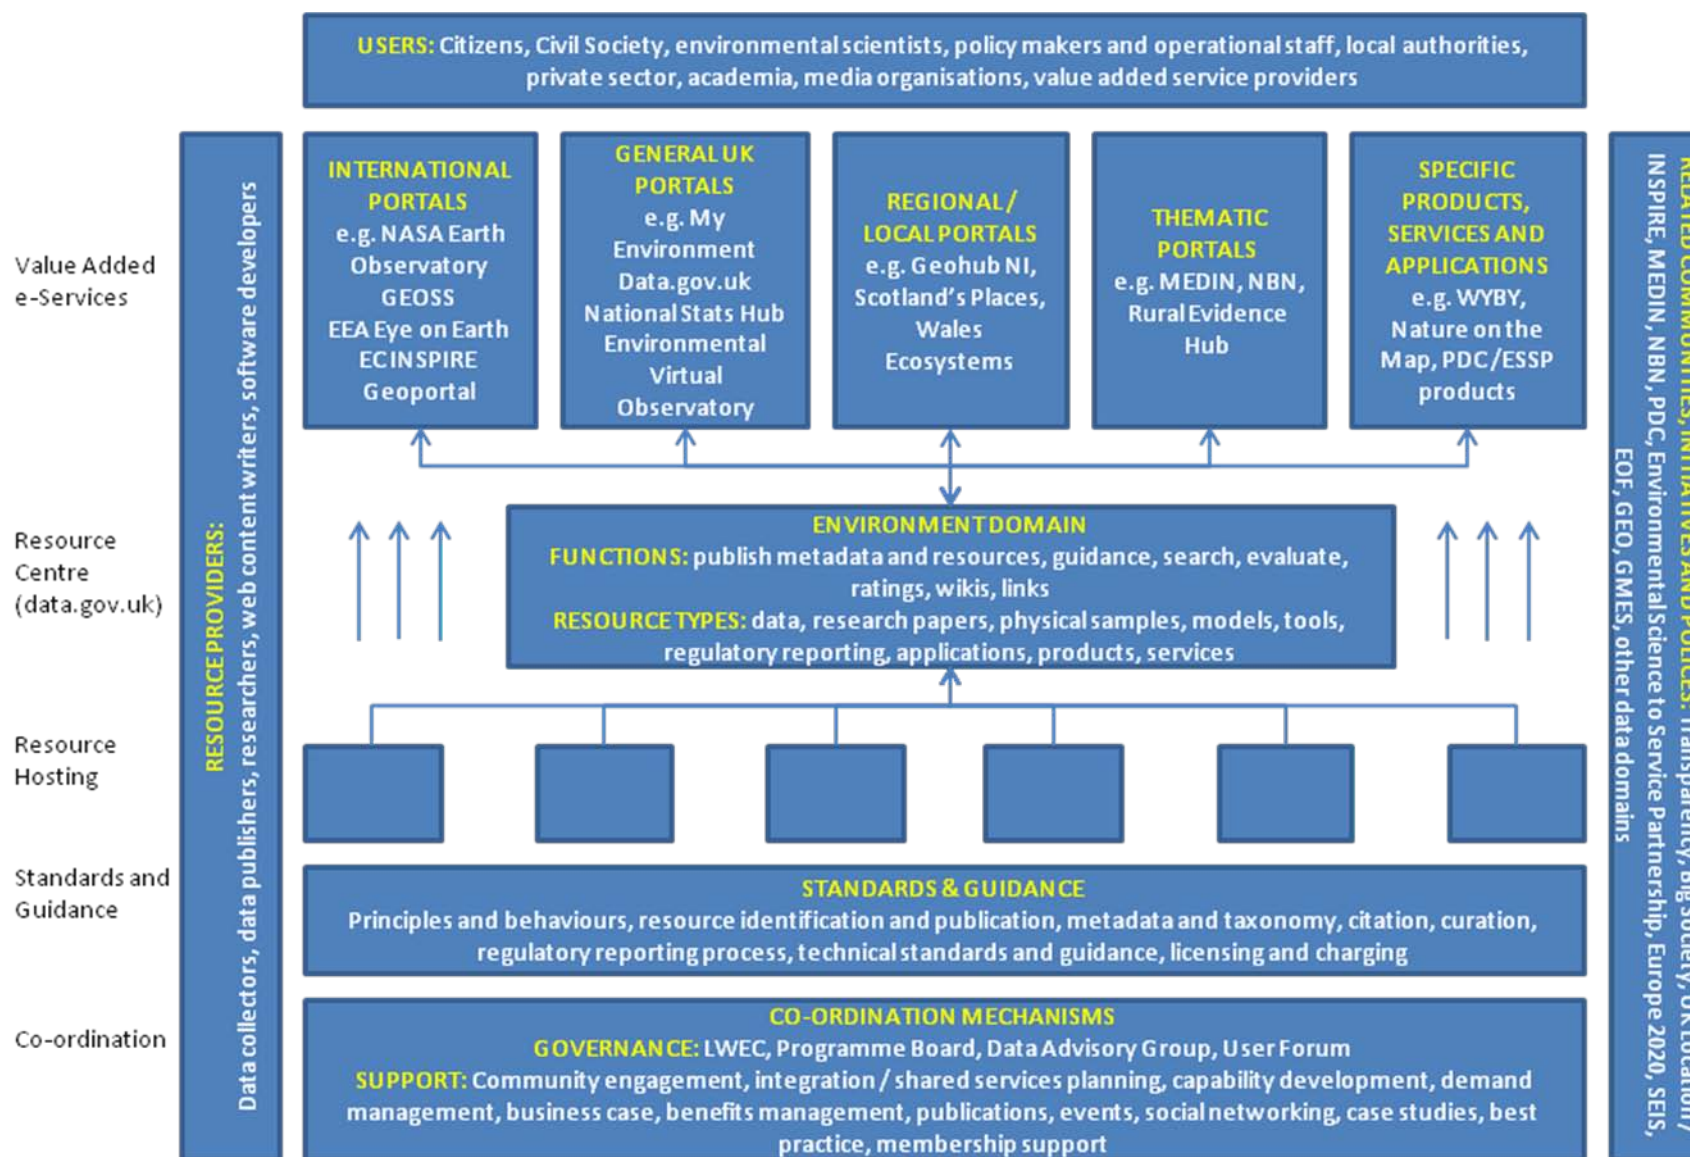 USERS: Citizens, Civil Society, environmental scientists, policy makers and operational staff, local authorities,
private sector, academia, media organisations, value added service providers
Value Added
e-Services
RESOURCE PROVIDERS:
Data collectors, data publishers, researchers, web content writers, software developers
INTERNATIONAL
PORTALS
e.g. NASA Earth
Observatory
GEOSS
EEA Eye on Earth
EC INSPIRE
Geoportal
GENERAL UK
PORTALS
e.g. My
Environment
Data.gov.uk
National Stats Hub
Environmental
Virtual
Observatory
REGIONAL /
LOCAL PORTALS
e.g. Geohub NI,
Scotland's Places,
Wales
Ecosystems
THEMATIC
PORTALS
e.g. MEDIN, NBN,
Rural Evidence
Hub
SPECIFIC
PRODUCTS,
SERVICES AND
APPLICATIONS
e.g. WYBY,
Nature on the
Map, PDC/ESSP
products
RELATED COMMUNITIES, INITIATIVES AND POLICES: Transparency, Big Society, UK Location /
INSPIRE, MEDIN, NBN, PDC, Environmental Science to Service Partnership, Europe 2020, SEIS,
EOF, GEO, GMES, other data domains
Resource
Centre
(data.gov.uk)
ENVIRONMENT DOMAIN
FUNCTIONS: publish metadata and resources, guidance, search, evaluate,
ratings, wikis, links
RESOURCE TYPES: data, research papers, physical samples, models, tools,
regulatory reporting, applications, products, services
Resource
Hosting
Standards and
Guidance
STANDARDS & GUIDANCE
Principles and behaviours, resource identification and publication, metadata and taxonomy, citation, curation,
regulatory reporting process, technical standards and guidance, licensing and charging
Co-ordination
CO-ORDINATION MECHANISMS
GOVERNANCE: LWEC, Programme Board, Data Advisory Group, User Forum
SUPPORT: Community engagement, integration / shared services planning, capability development, demand
management, business case, benefits management, publications, events, social networking, case studies, best
practice, membership support